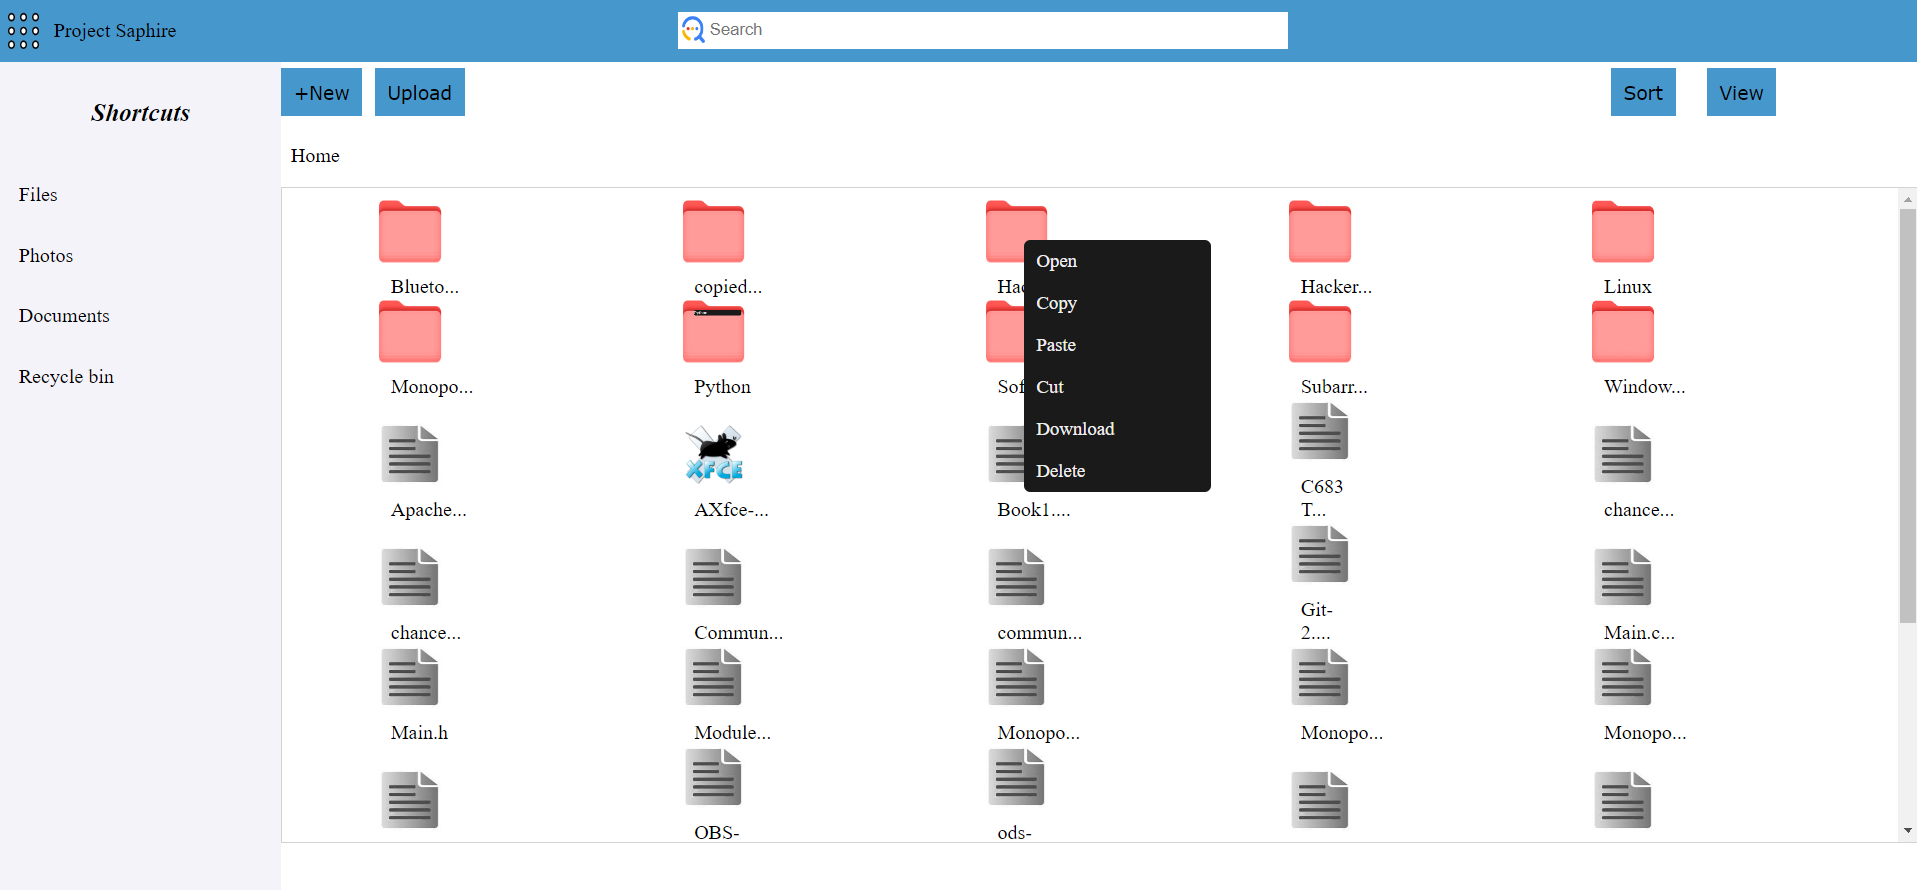 Project Saphire
Search
+New
Upload
Sort
View
Shortcuts
Home
Files
Photos
Documents
Recycle bin
Blueto...
copied...
Hacker...
Linux
Monopo...
Python
Subarr...
Window...
Open
Copy
Paste
Cut
Download
Delete
Apache...
XFCE
AXfce-...
Book1....
C683
T...
chance...
chance...
Commun...
commun...
Git-
2....
Main.c...
Main.h
Module...
Monopo...
Monopo...
Monopo...
OBS-
ods-